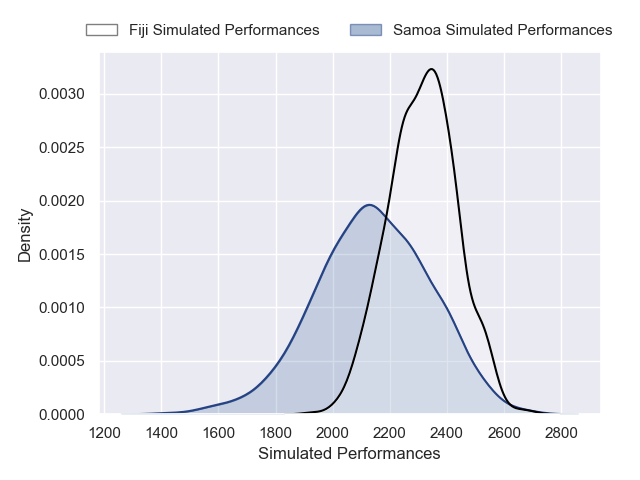 Fiji Simulated Performances
Samoa Simulated Performances
0.0030
0.0025
0.0020
0.0015
0.0010
0.0005
0.0000
Density
1200 1400 1600 1800 2000 2200 2400 2600 2800
Simulated Performances